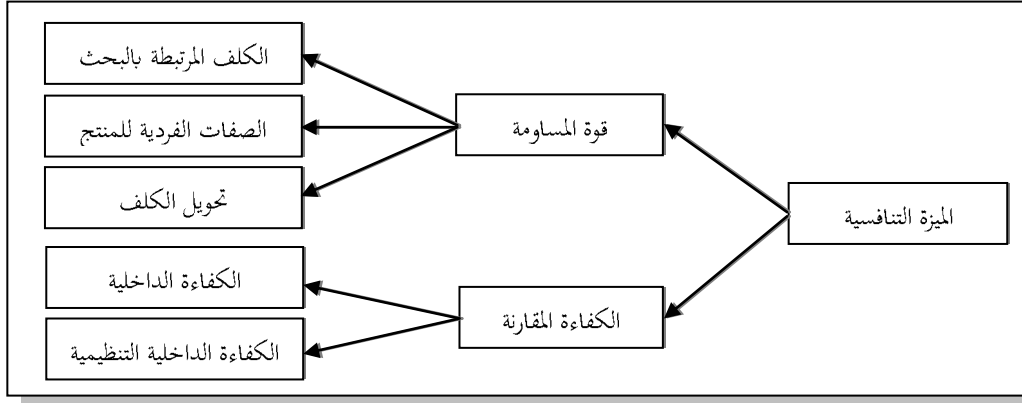 الميزة التنافسية
قوة المساومة
الكلف المرتبطة بالبحث
الصفات الفردية للمنتج
تحويل الكلف
الكفاءة المقارنة
الكفاءة الداخلية
الكفاءة الداخلية التنظيمية